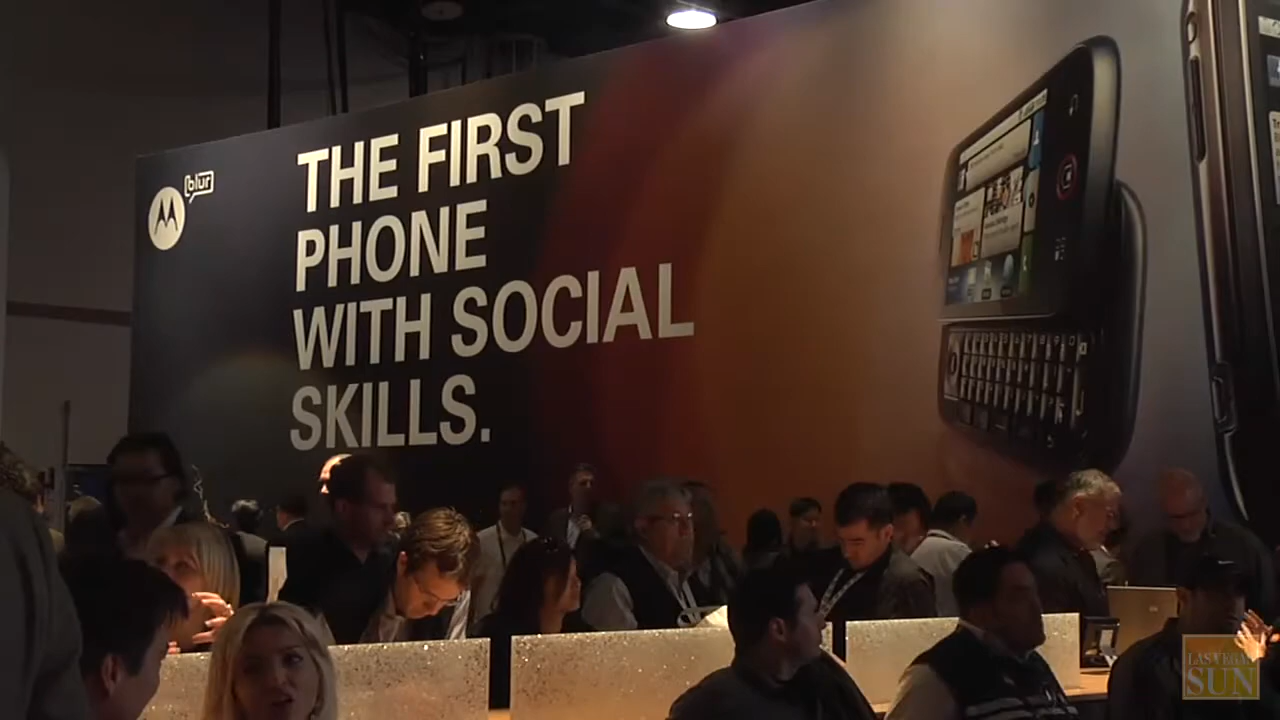 blur
THE FIRST
PHONE
WITH SOCIAL
SKILLS.
LAS VEGAS
SUN